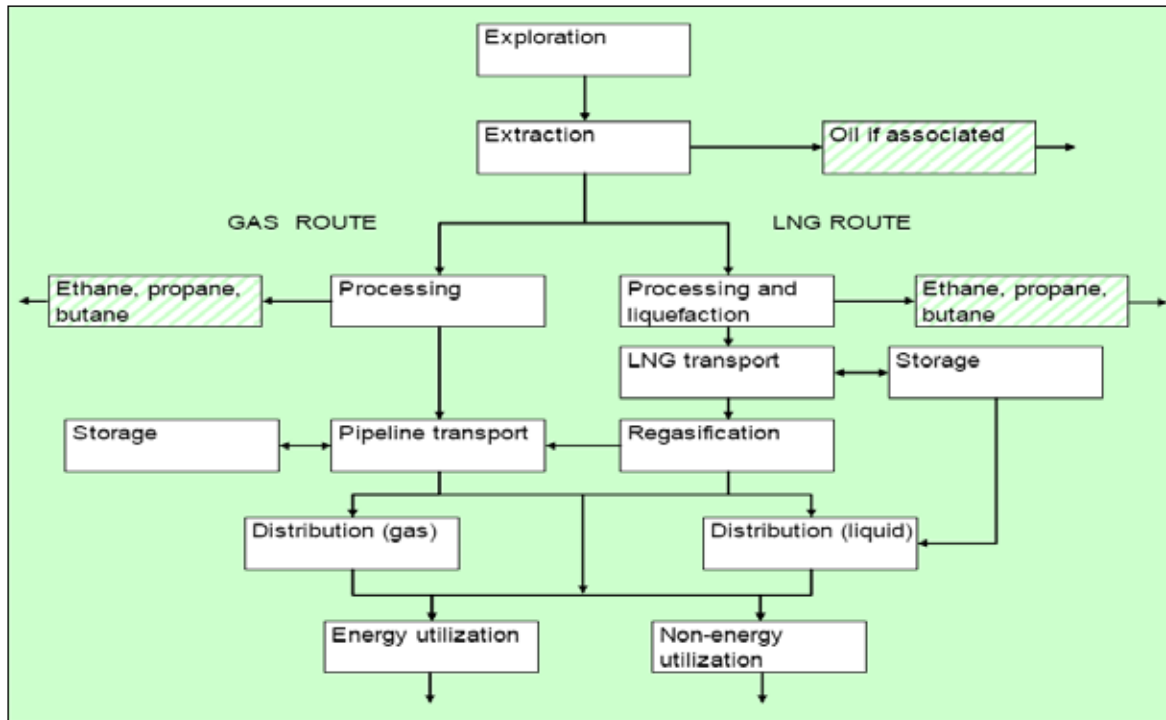 Exploration
Extraction
Oil if associated
GAS ROUTE
LNG ROUTE
Ethane, propane,
butane
Processing
Processing and
liquefaction
Ethane, propane,
butane
LNG transport
Storage
Storage
Pipeline transport
Regasification
Distribution (gas)
Distribution (liquid)
Energy utilization
Non-energy
utilization